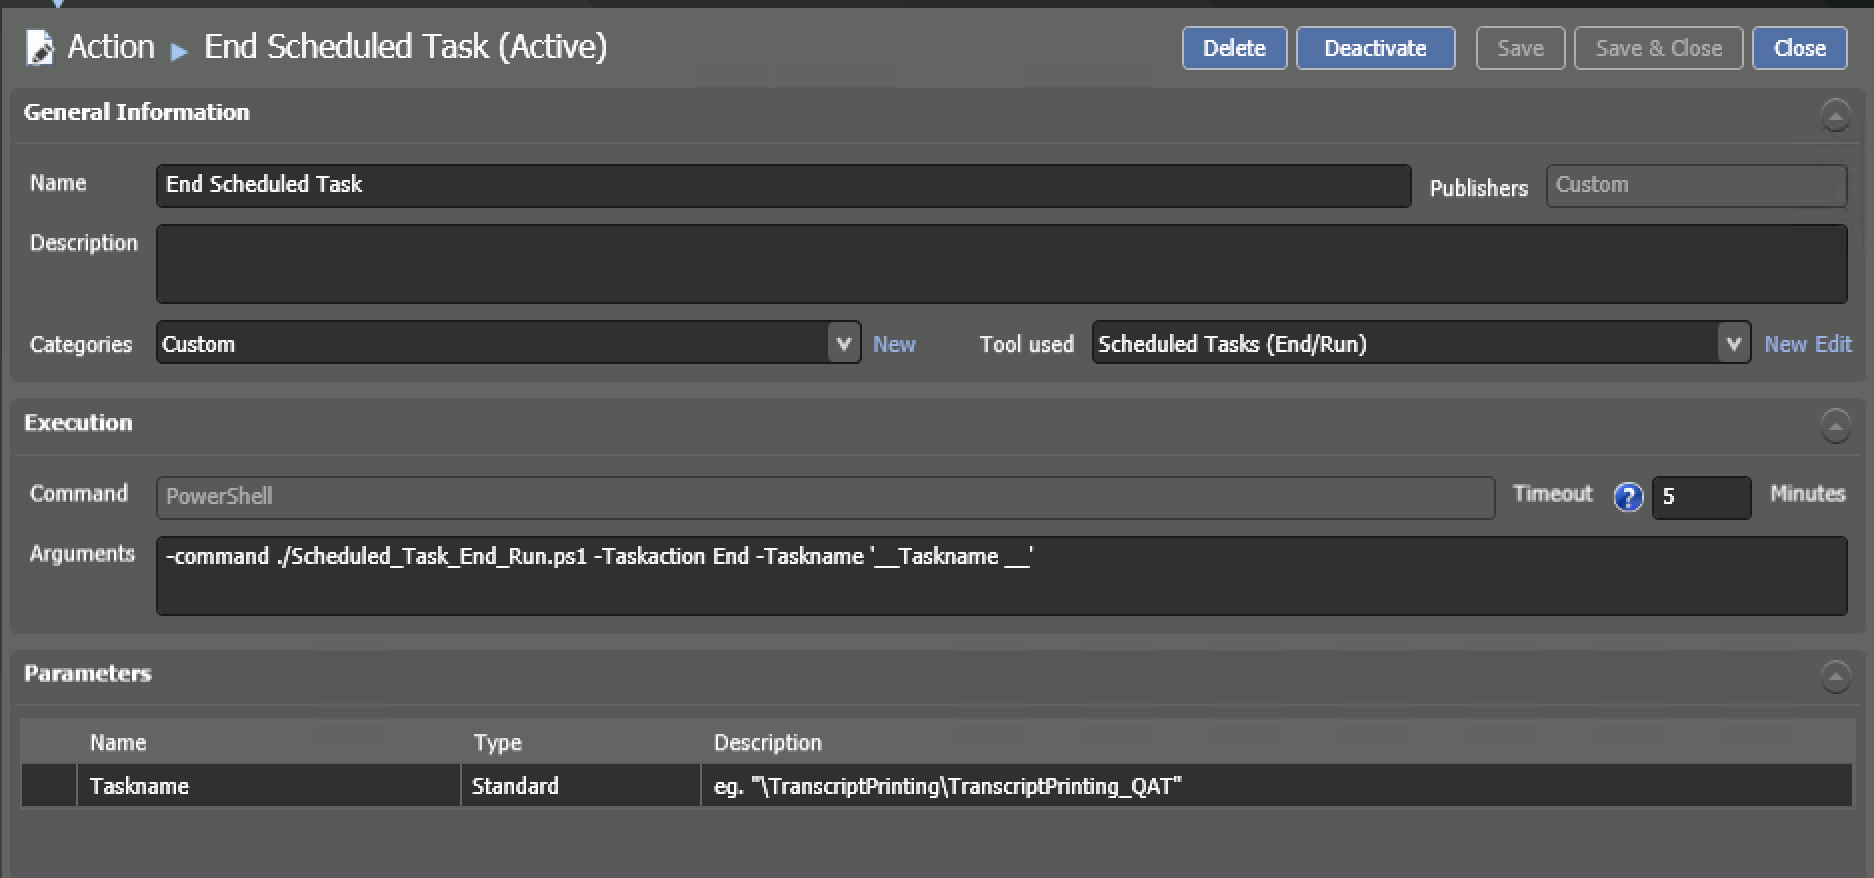 Action ▶ End Scheduled Task (Active) Delete Deactivate Save Save & Close Close
General Information
Name End Scheduled Task Publishers Custom
Description
Categories Custom New Tool used Scheduled Tasks (End/Run) New Edit
Execution
Command PowerShell Timeout ? 5 Minutes
Arguments -command ./Scheduled_Task_End_Run.ps1 -Taskaction End -Taskname '__Taskname __'
Parameters
Name Type Description
Taskname Standard eg. "\TranscriptPrinting\TranscriptPrinting_QAT"